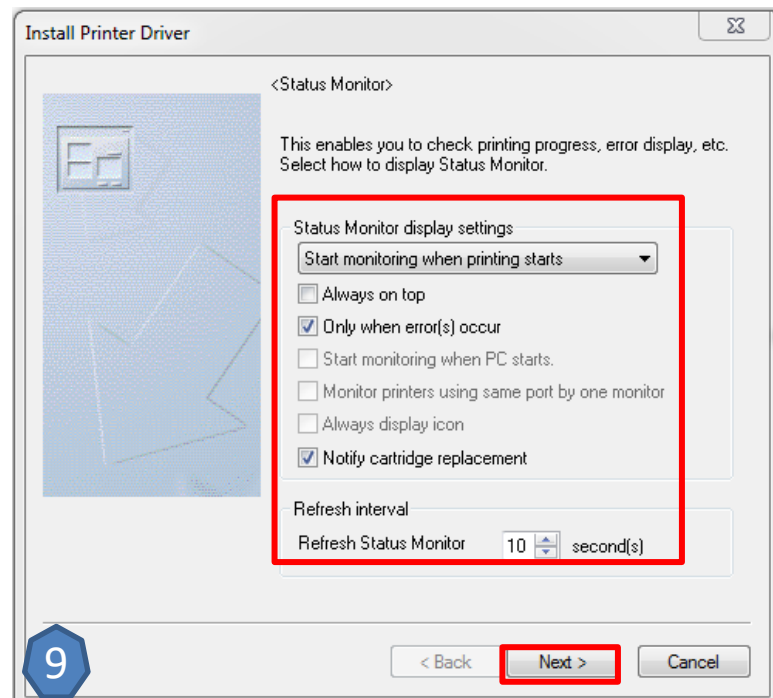 Install Printer Driver
<Status Monitor>
This enables you to check printing progress, error display, etc.
Select how to display Status Monitor.
Status Monitor display settings
Start monitoring when printing starts
Always on top
Only when error(s) occur
Start monitoring when PC starts.
Monitor printers using same port by one monitor
Always display icon
Notify cartridge replacement
Refresh interval
Refresh Status Monitor 10 second(s)
9
< Back Next > Cancel